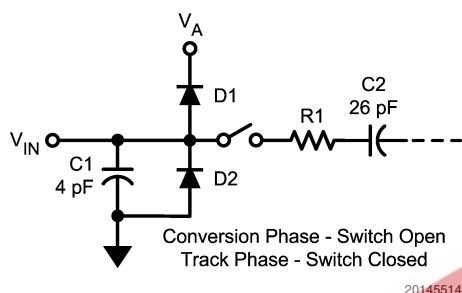 VA
D1
C2
26 pF
R1
VIN
C1
4 pF
D2
Conversion Phase - Switch Open
Track Phase - Switch Closed
20145514